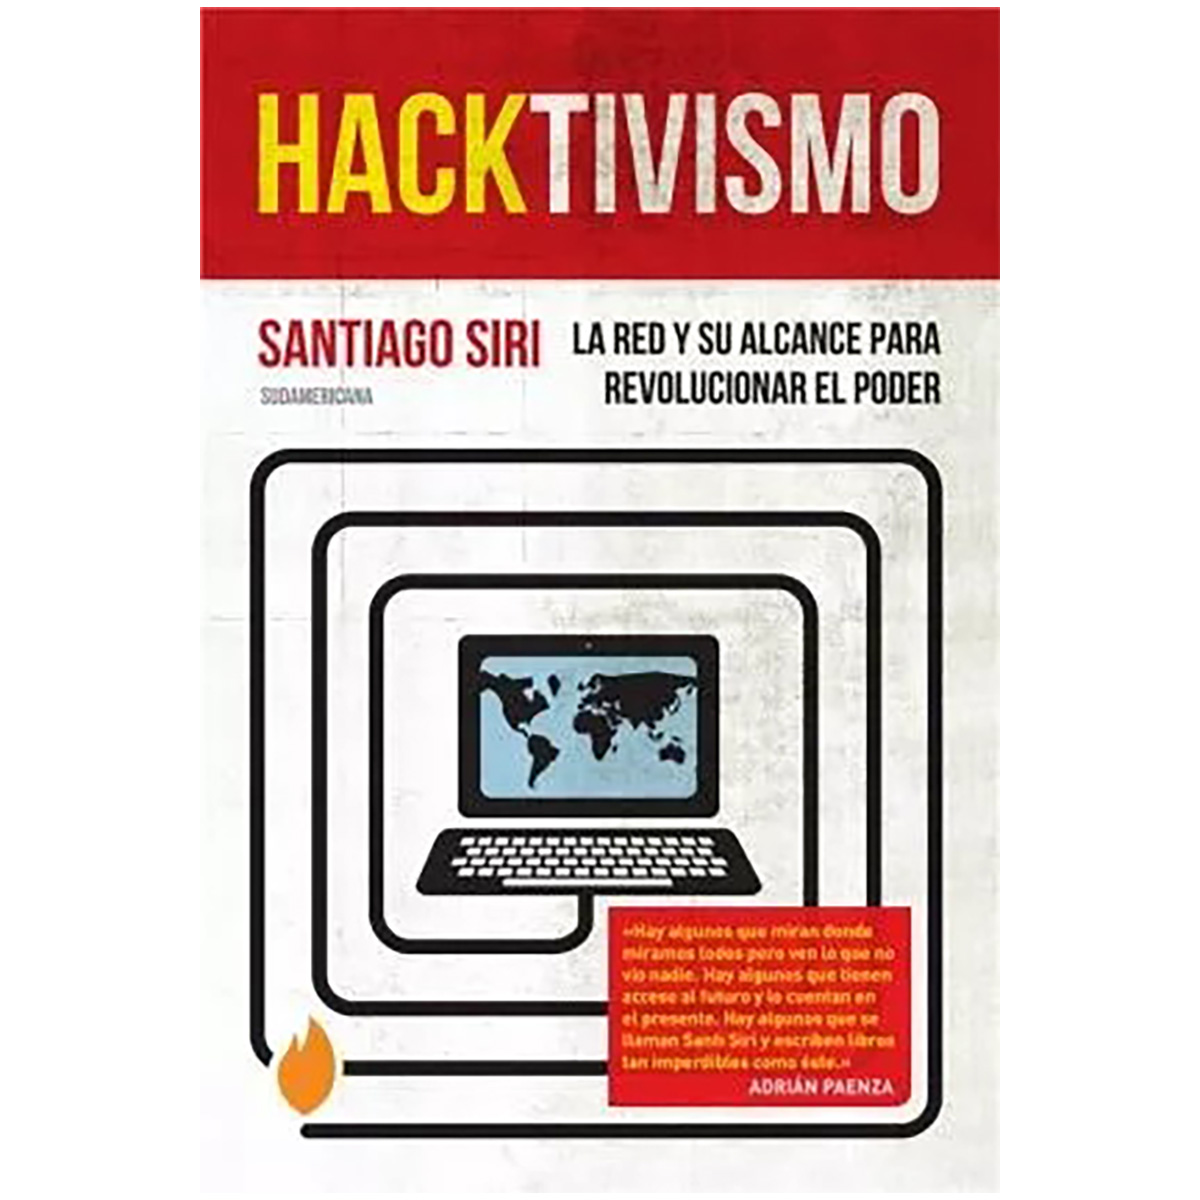 HACKTIVISMO
SANTIAGO SIRI
SUDAMERICANA
LA RED Y SU ALCANCE PARA
REVOLUCIONAR EL PODER
«Hay algunos que miran donde
miramos todos pero ven lo que no
vio nadie. Hay algunos que tienen
acceso al futuro y lo cuentan en
el presente. Hay algunos que se
llaman Santi Siri y escriben libros
tan imperdibles como éste.»
ADRIÁN PAENZA